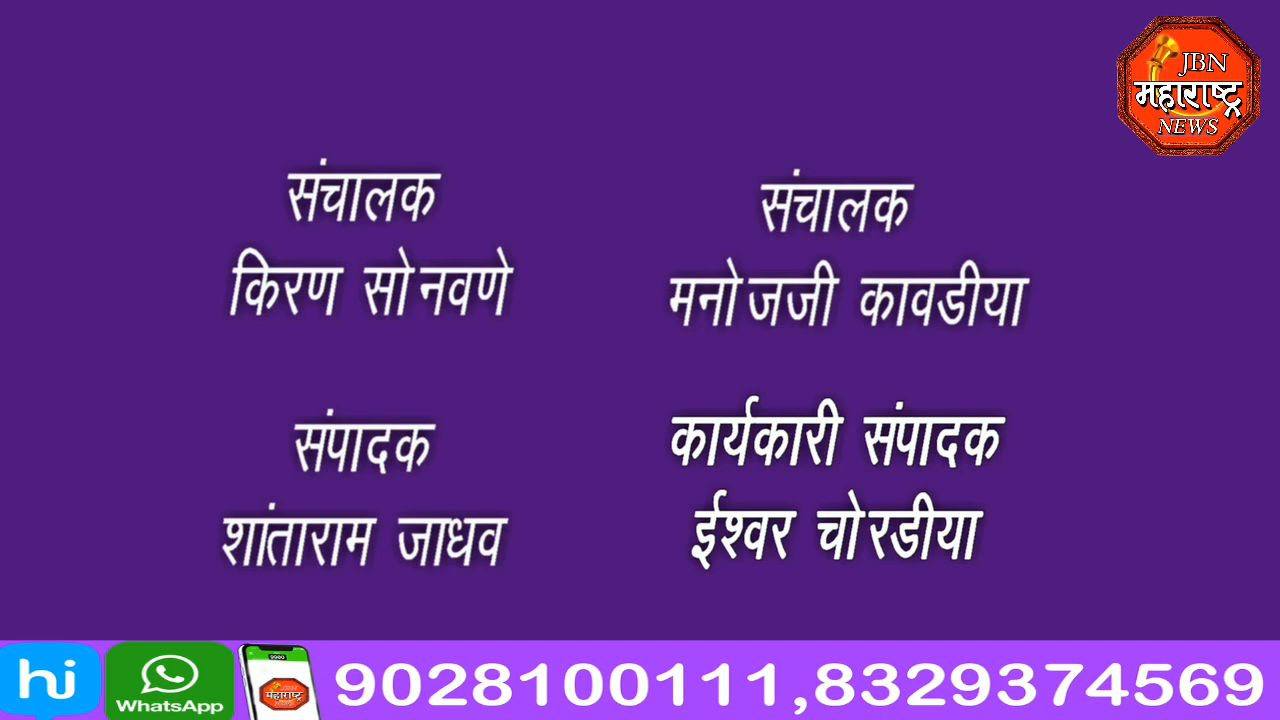 JBN
महाराष्ट्र
NEWS
संचालक
किरण सोनवणे
संचालक
मनोजजी कावडीया
संपादक
शांताराम जाधव
कार्यकारी संपादक
ईश्वर चोरडीया
hi
WhatsApp
महाराष्ट्र
9028100111,8329374569